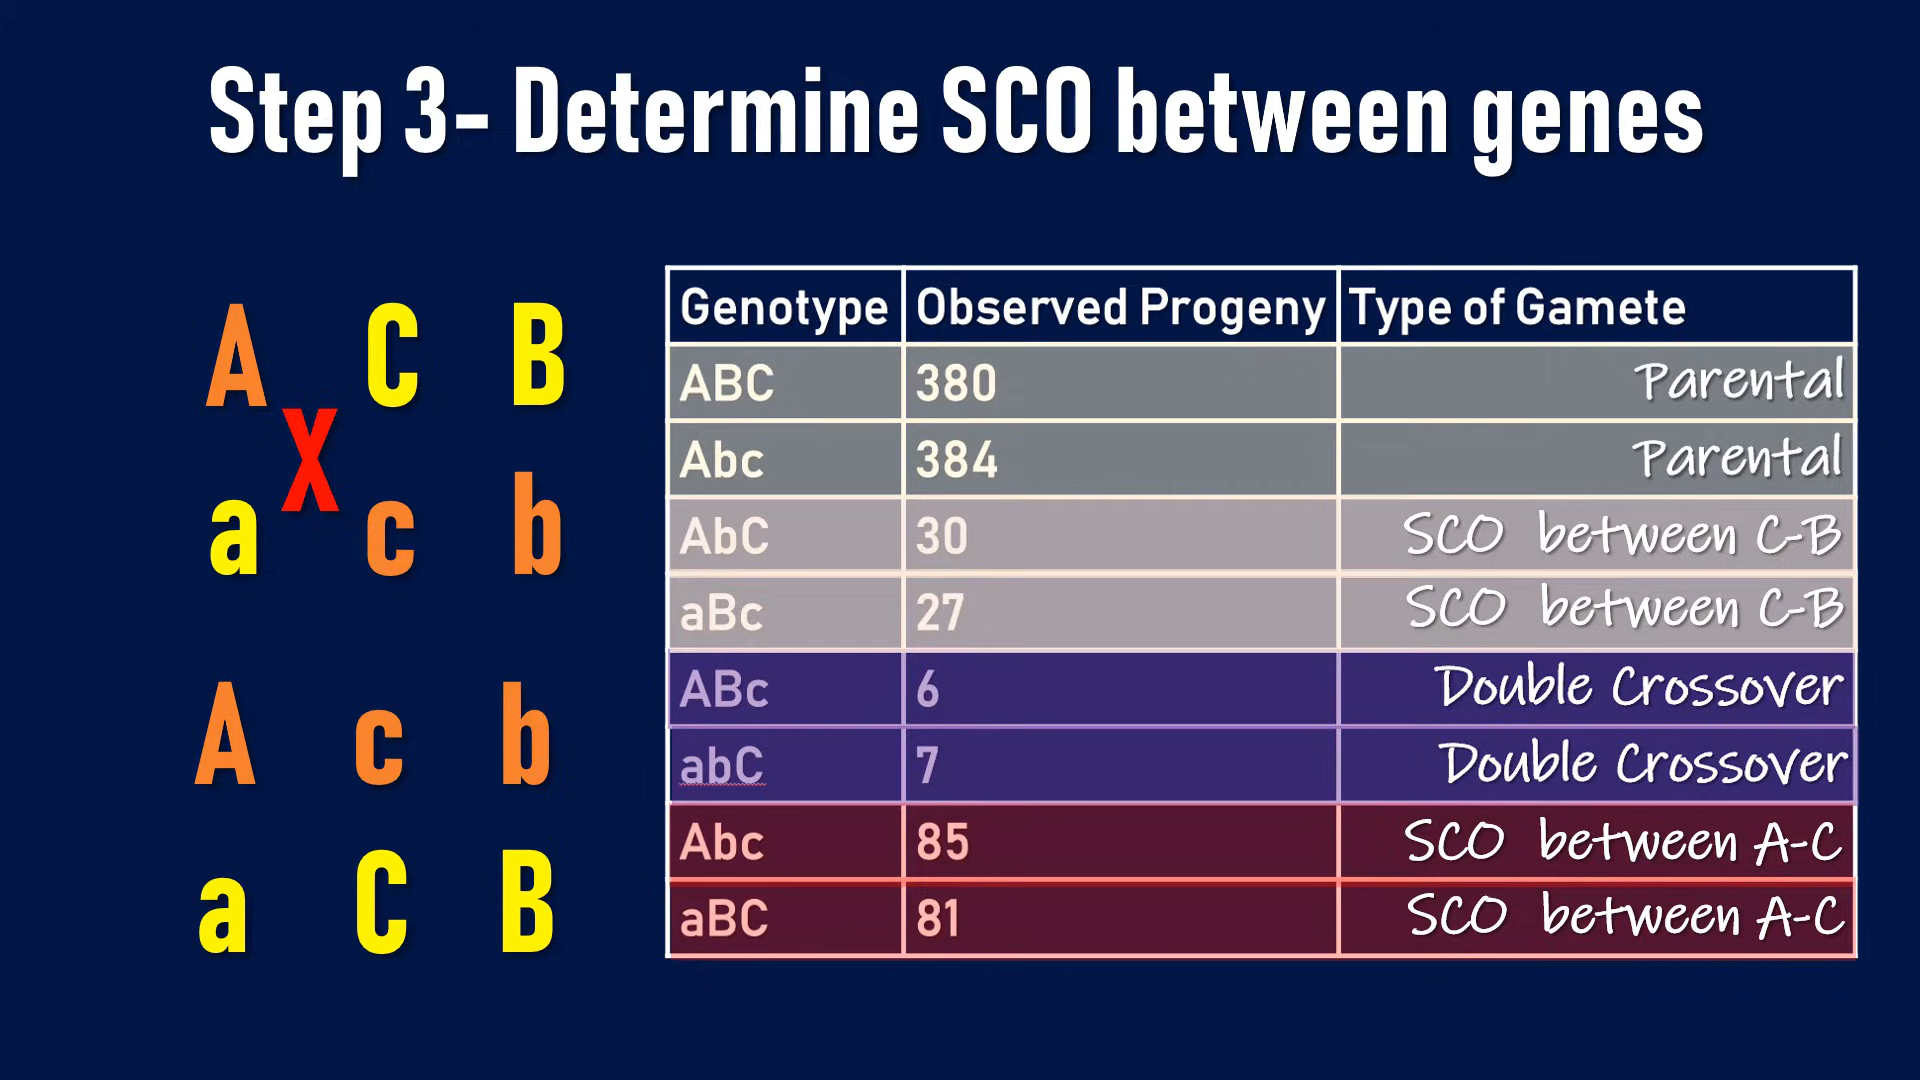 Step 3- Determine SCO between genes
A C B
X
a c b
A c b
a C B
Genotype Observed Progeny Type of Gamete
ABC 380 Parental
Abc 384 Parental
AbC 30 SCO between C-B
aBc 27 SCO between C-B
ABc 6 Double Crossover
abC 7 Double Crossover
Abc 85 SCO between A-C
aBC 81 SCO between A-C